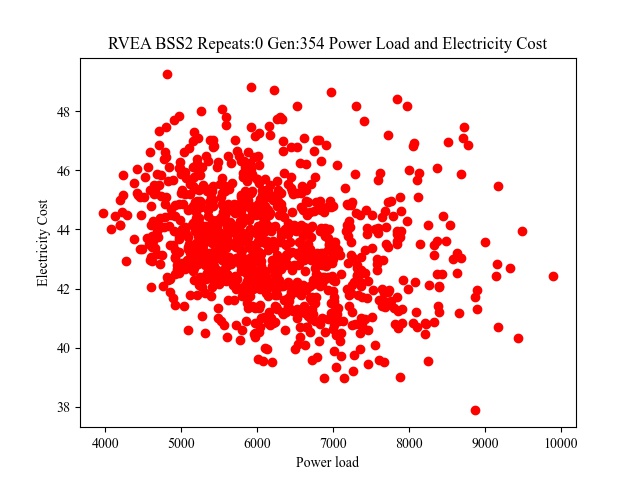 RVEA BSS2 Repeats:0 Gen:354 Power Load and Electricity Cost
48
46
44
42
40
38
Electricity Cost
4000 5000 6000 7000 8000 9000 10000
Power load